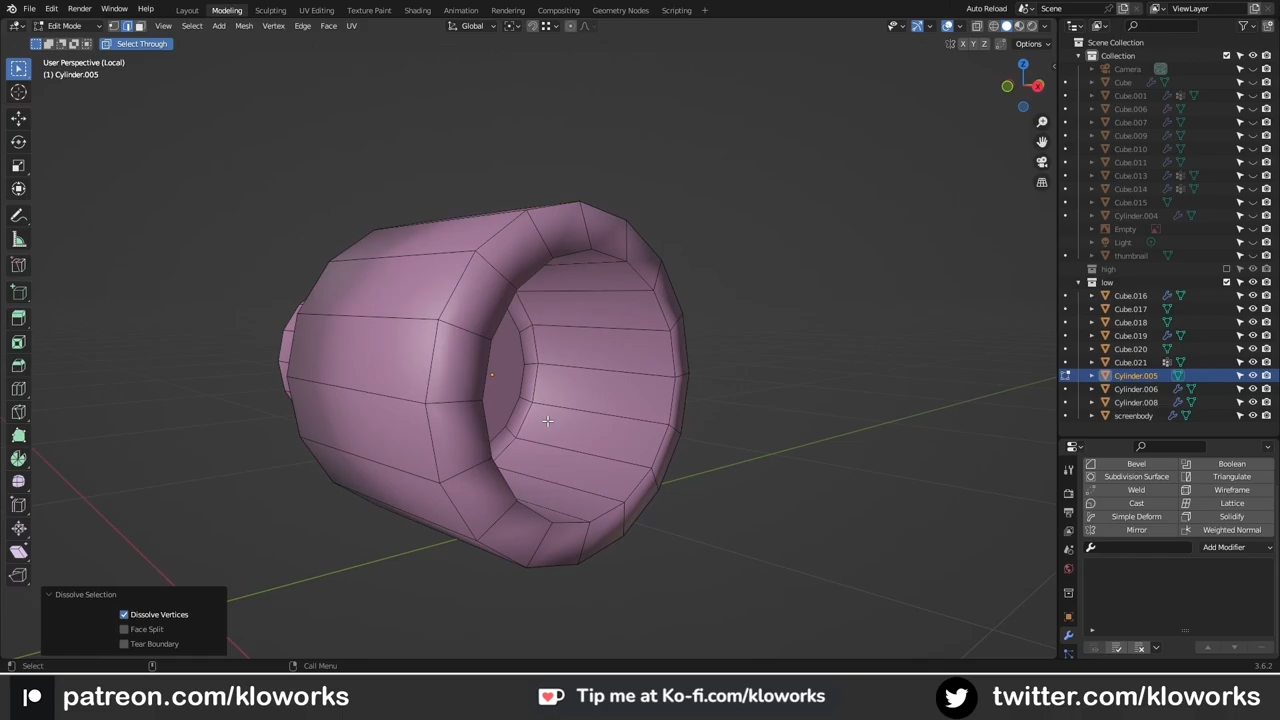 File Edit Render Window Help Layout Modeling Sculpting UV Editing Texture Paint Shading Animation Rendering Compositing Geometry Nodes Scripting Auto Reload Scene ViewLayer
Edit Mode View Select Add Mesh Vertex Edge Face UV Global
Select Through X Y Z Options
User Perspective (Local)
(1) Cylinder.005
Z
X
Scene Collection
Collection
Camera
Cube
Cube.001
Cube.006
Cube.007
Cube.009
Cube.010
Cube.011
Cube.013
Cube.014
Cube.015
Cylinder.004
Empty
Light
thumbnail
high
low
Cube.016
Cube.017
Cube.018
Cube.019
Cube.020
Cube.021
Cylinder.005
Cylinder.006
Cylinder.008
screenbody
Bevel Boolean
Subdivision Surface Triangulate
Weld Wireframe
Cast Lattice
Simple Deform Solidify
Mirror Weighted Normal
Add Modifier
Dissolve Selection
Dissolve Vertices
Face Split
Tear Boundary
Select Call Menu 3.6.2
patreon.com/kloworks Tip me at Ko-fi.com/kloworks twitter.com/kloworks